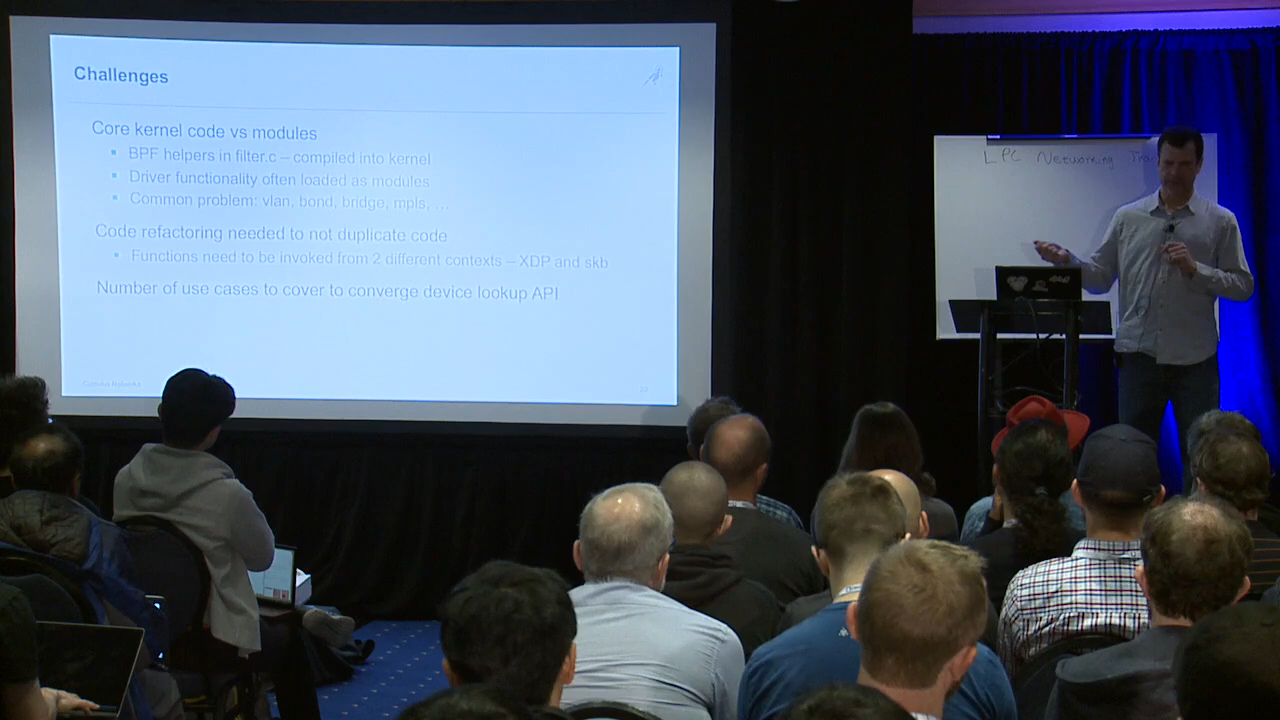 Challenges
Core kernel code vs modules
▪ BPF helpers in filter.c – compiled into kernel
▪ Driver functionality often loaded as modules
▪ Common problem: vlan, bond, bridge, mpls, …
Code refactoring needed to not duplicate code
▪ Functions need to be invoked from 2 different contexts – XDP and skb
Number of use cases to cover to converge device lookup API
Cumulus Networks
22
LPC Networking